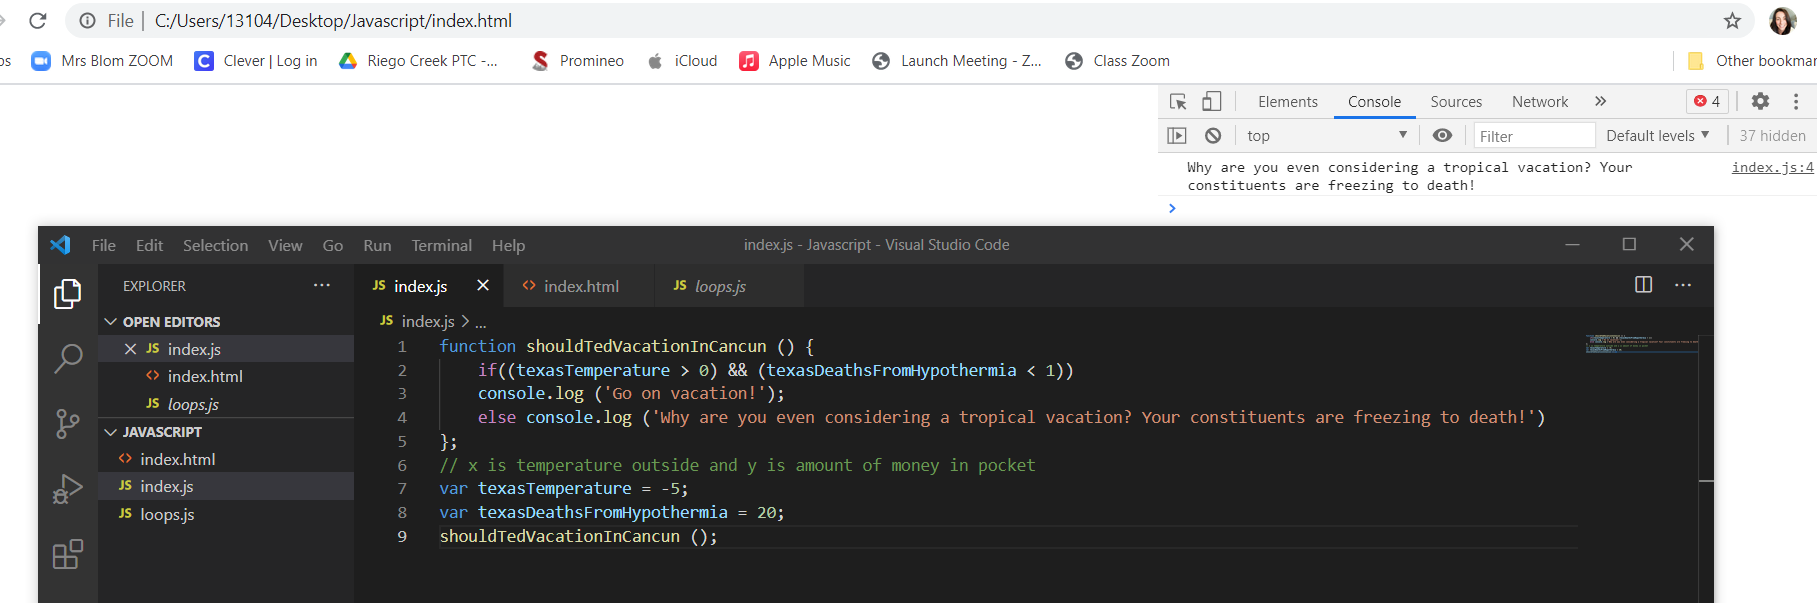 File | C:/Users/13104/Desktop/Javascript/index.html
os Mrs Blom ZOOM Clever | Log in Riego Creek PTC -... Promineo iCloud Apple Music Launch Meeting - Z... Class Zoom Other bookmar
Elements Console Sources Network » 4
top Filter Default levels ▼ 37 hidden
Why are you even considering a tropical vacation? Your index.js:4
constituents are freezing to death!
>
File Edit Selection View Go Run Terminal Help index.js - Javascript - Visual Studio Code
EXPLORER ... JS index.js × <> index.html JS loops.js
OPEN EDITORS
× JS index.js
<> index.html
JS loops.js
JAVASCRIPT
<> index.html
JS index.js
JS loops.js
JS index.js > ...
1 function shouldTedVacationInCancun () {
2 if((texasTemperature > 0) && (texasDeathsFromHypothermia < 1))
3 console.log ('Go on vacation!');
4 else console.log ('Why are you even considering a tropical vacation? Your constituents are freezing to death!')
5 };
6 // x is temperature outside and y is amount of money in pocket
7 var texasTemperature = -5;
8 var texasDeathsFromHypothermia = 20;
9 shouldTedVacationInCancun ();